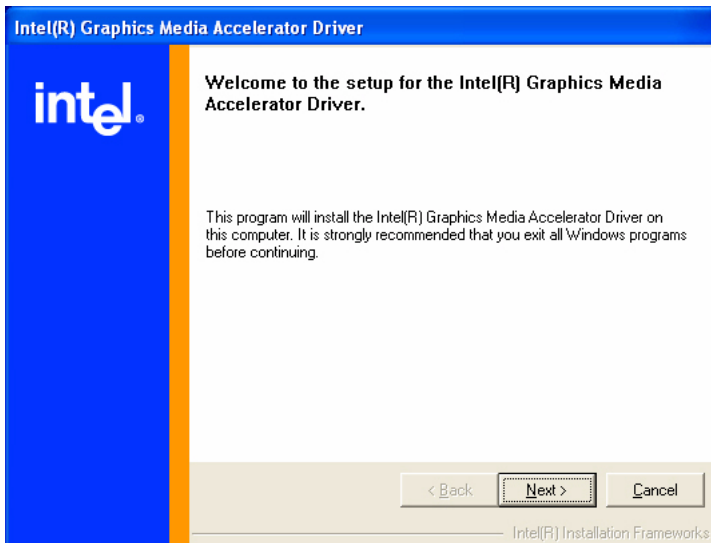 Intel(R) Graphics Media Accelerator Driver
intel®
Welcome to the setup for the Intel(R) Graphics Media
Accelerator Driver.
This program will install the Intel(R) Graphics Media Accelerator Driver on
this computer. It is strongly recommended that you exit all Windows programs
before continuing.
< Back
Next >
Cancel
Intel(R) Installation Frameworks